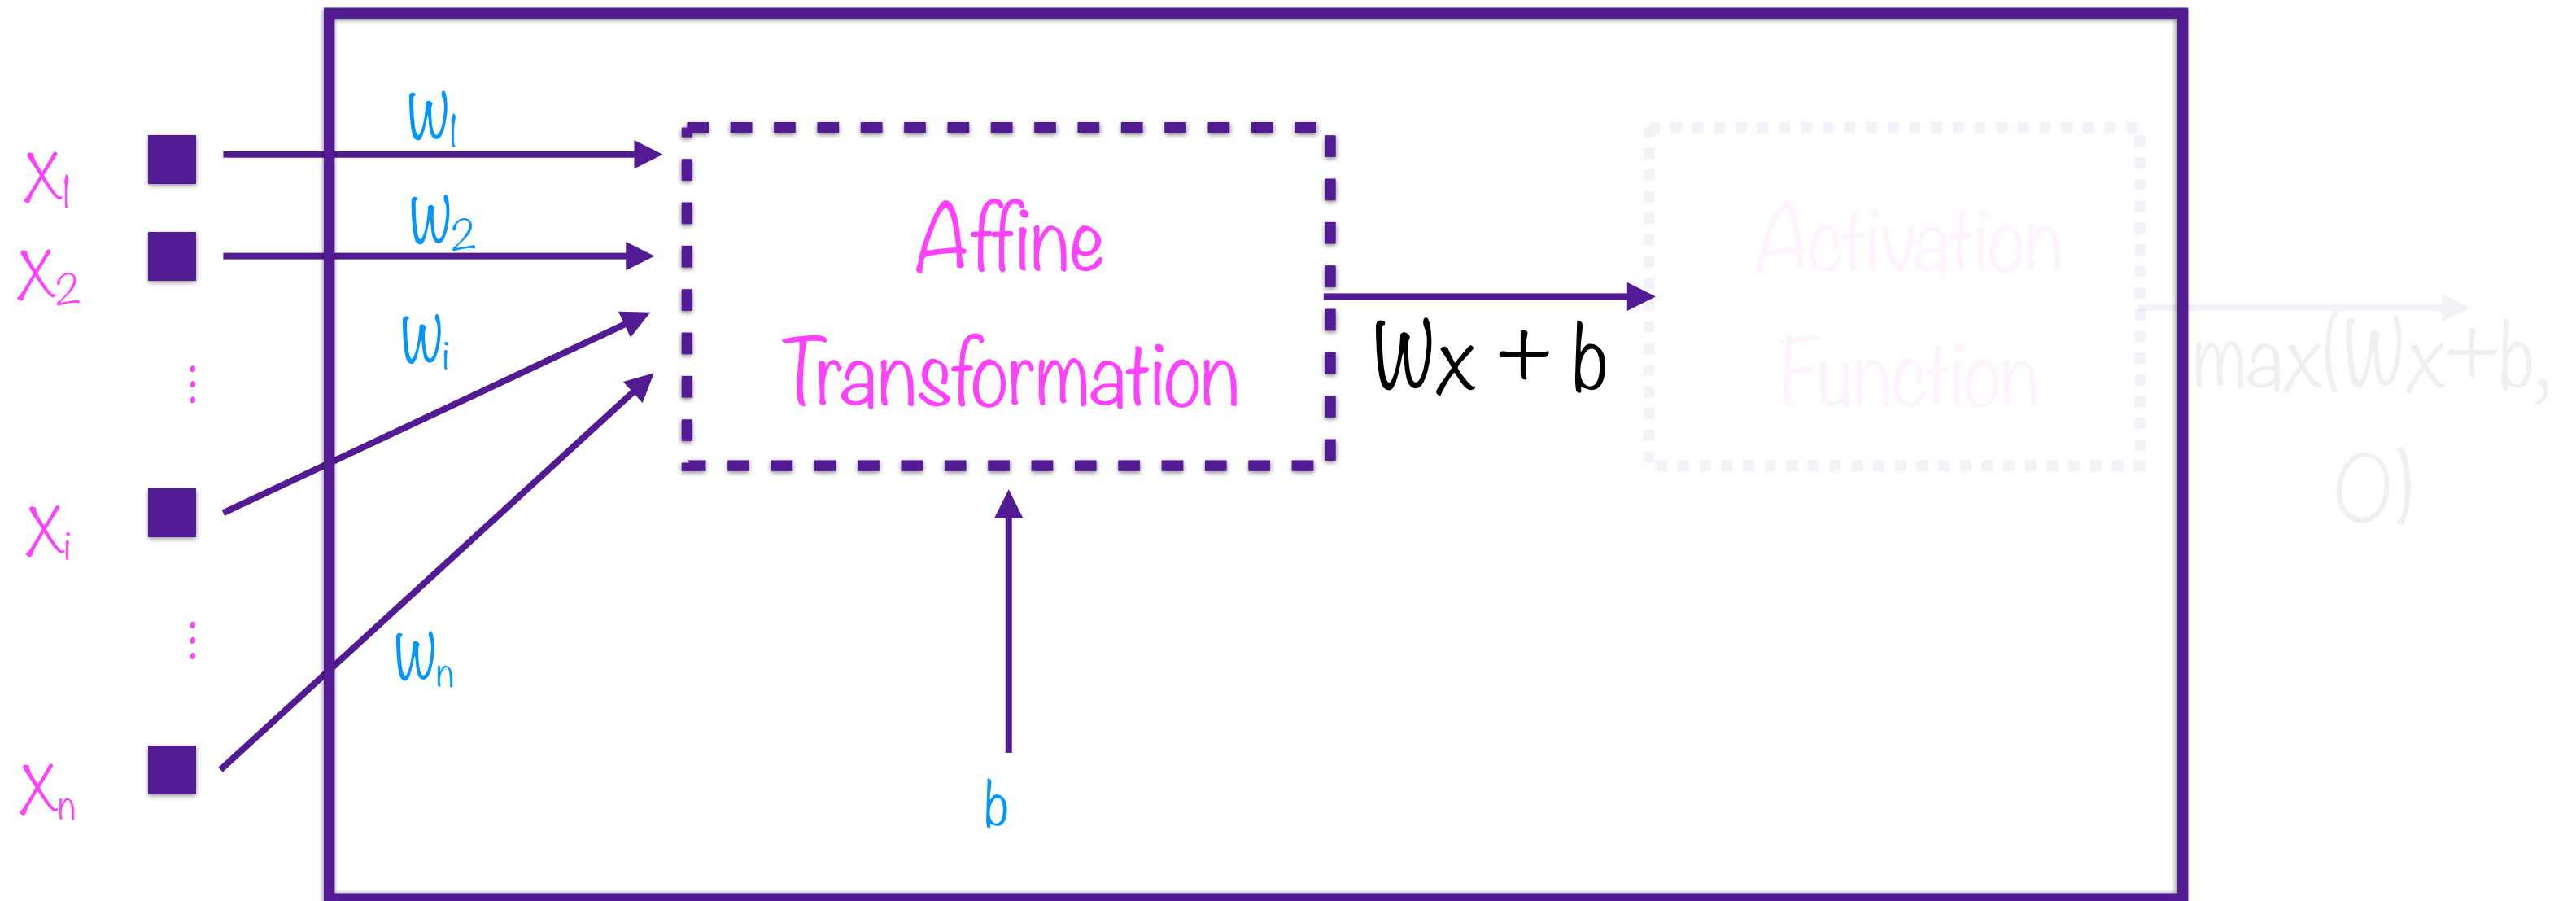 X1
W1
X2
W2
Wi
⋮
Xi
⋮
Wn
Xn
Affine
Transformation
b
Wx + b
Activation
Function
max(Wx+b,
0)